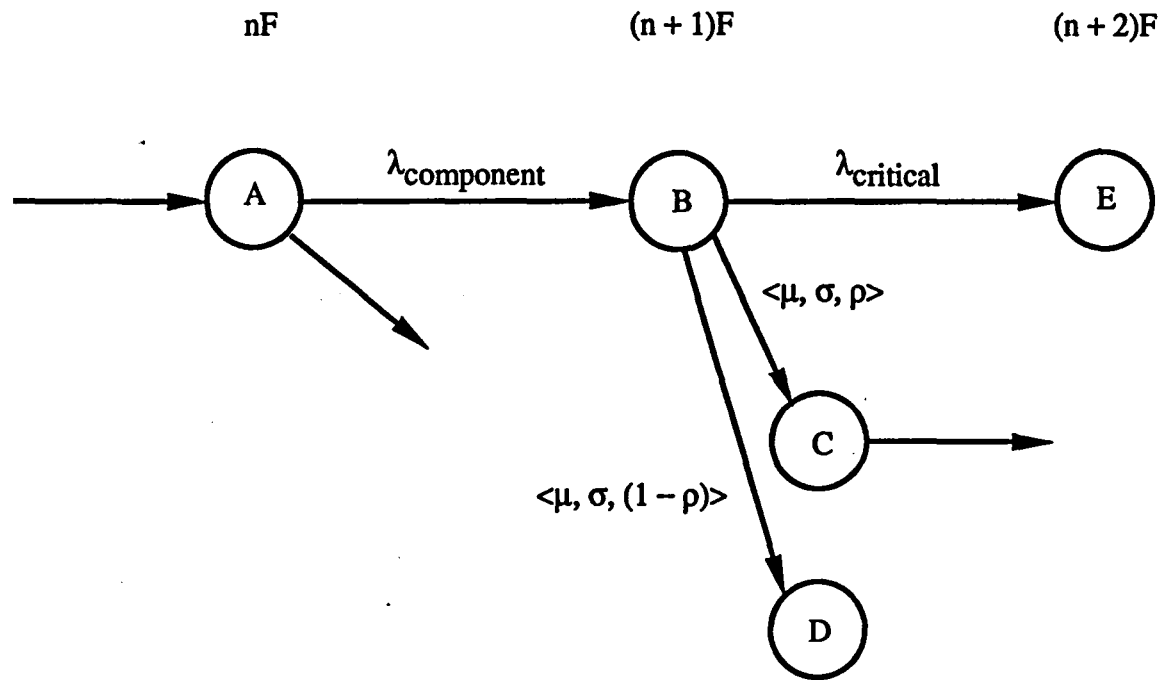 nF (n + 1)F (n + 2)F
A λcomponent B λcritical E
<μ, σ, ρ>
C
<μ, σ, (1 – ρ)>
D